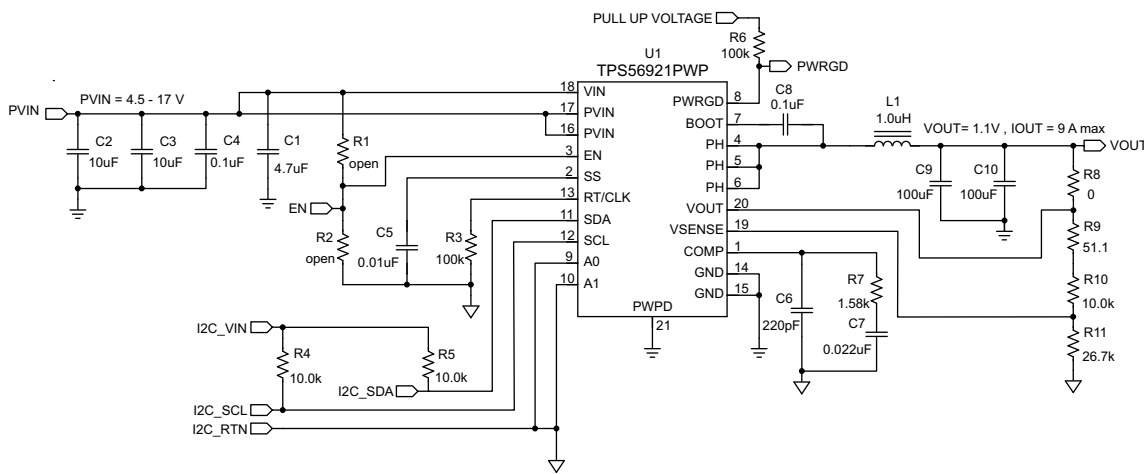 PULL UP VOLTAGE
R6
100k
U1
TPS56921PWP
PWRGD
PVIN
PVIN = 4.5 - 17 V
C2
10uF
C3
10uF
C4
0.1uF
C1
4.7uF
R1
open
EN
R2
open
C5
0.01uF
R3
100k
18 VIN
17 PVIN
16 PVIN
3 EN
2 SS
13 RT/CLK
11 SDA
12 SCL
9 A0
10 A1
PWRGD 8
BOOT 7
PH 4
PH 5
PH 6
VOUT 20
VSENSE 19
COMP 1
GND 14
GND 15
PWPD
21
C8
0.1uF
L1
1.0uH
VOUT= 1.1V , IOUT = 9 A max
VOUT
C9
100uF
C10
100uF
R8
0
R9
51.1
R10
10.0k
R11
26.7k
C6
220pF
R7
1.58k
C7
0.022uF
I2C_VIN
R4
10.0k
R5
10.0k
I2C_SDA
I2C_SCL
I2C_RTN